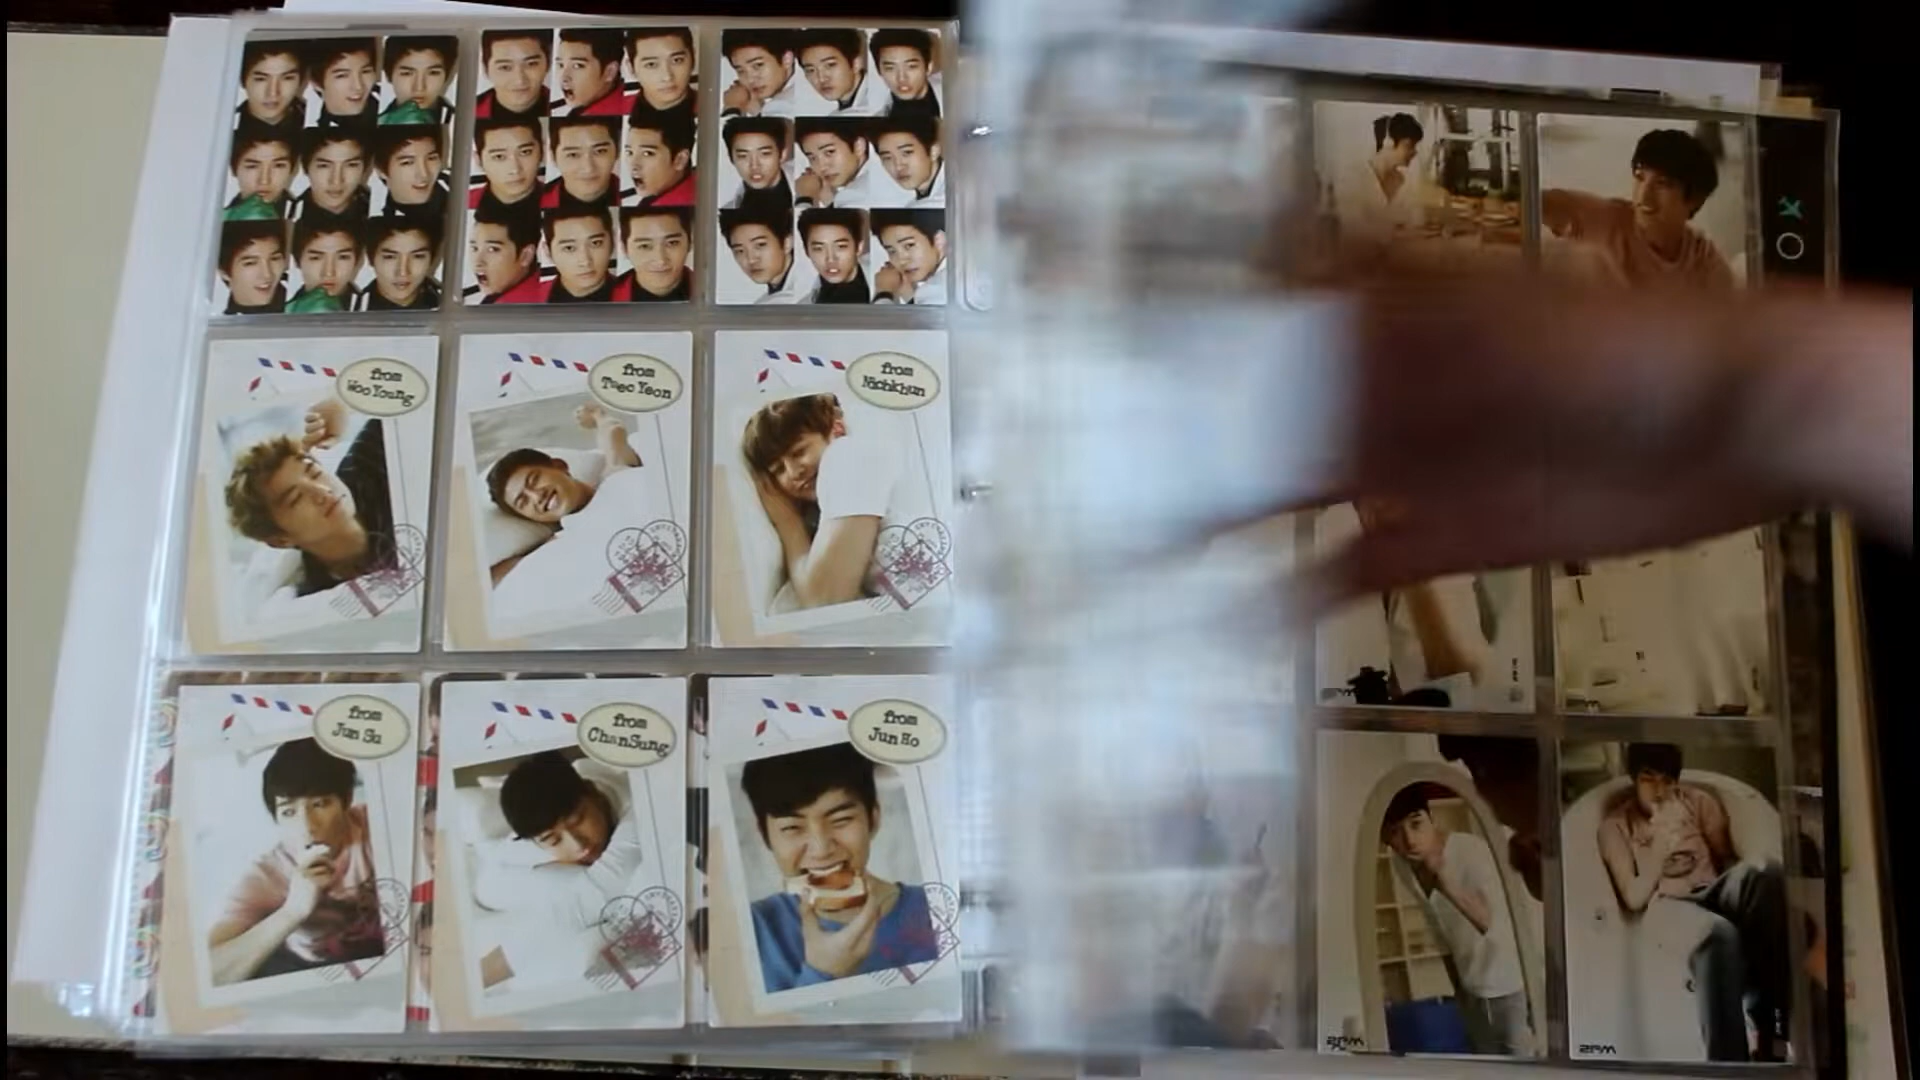 from
Woo Young
from
Taec Yeon
from
Nichkhun
from
Jun Su
from
ChanSung
from
Jun Ho
2PM
2PM